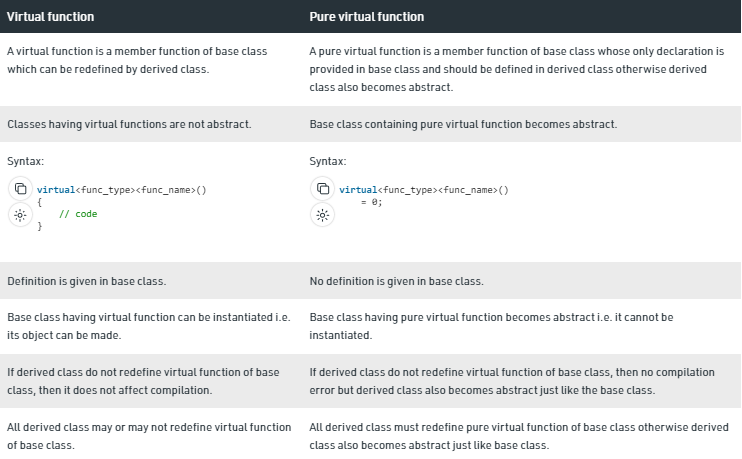 Virtual function
Pure virtual function
A virtual function is a member function of base class
which can be redefined by derived class.
A pure virtual function is a member function of base class whose only declaration is
provided in base class and should be defined in derived class otherwise derived
class also becomes abstract.
Classes having virtual functions are not abstract.
Base class containing pure virtual function becomes abstract.
Syntax:
virtual<func_type><func_name>()
{
// code
}
Syntax:
virtual<func_type><func_name>()
= 0;
Definition is given in base class.
No definition is given in base class.
Base class having virtual function can be instantiated i.e.
its object can be made.
Base class having pure virtual function becomes abstract i.e. it cannot be
instantiated.
If derived class do not redefine virtual function of base
class, then it does not affect compilation.
If derived class do not redefine virtual function of base class, then no compilation
error but derived class also becomes abstract just like the base class.
All derived class may or may not redefine virtual function
of base class.
All derived class must redefine pure virtual function of base class otherwise derived
class also becomes abstract just like base class.